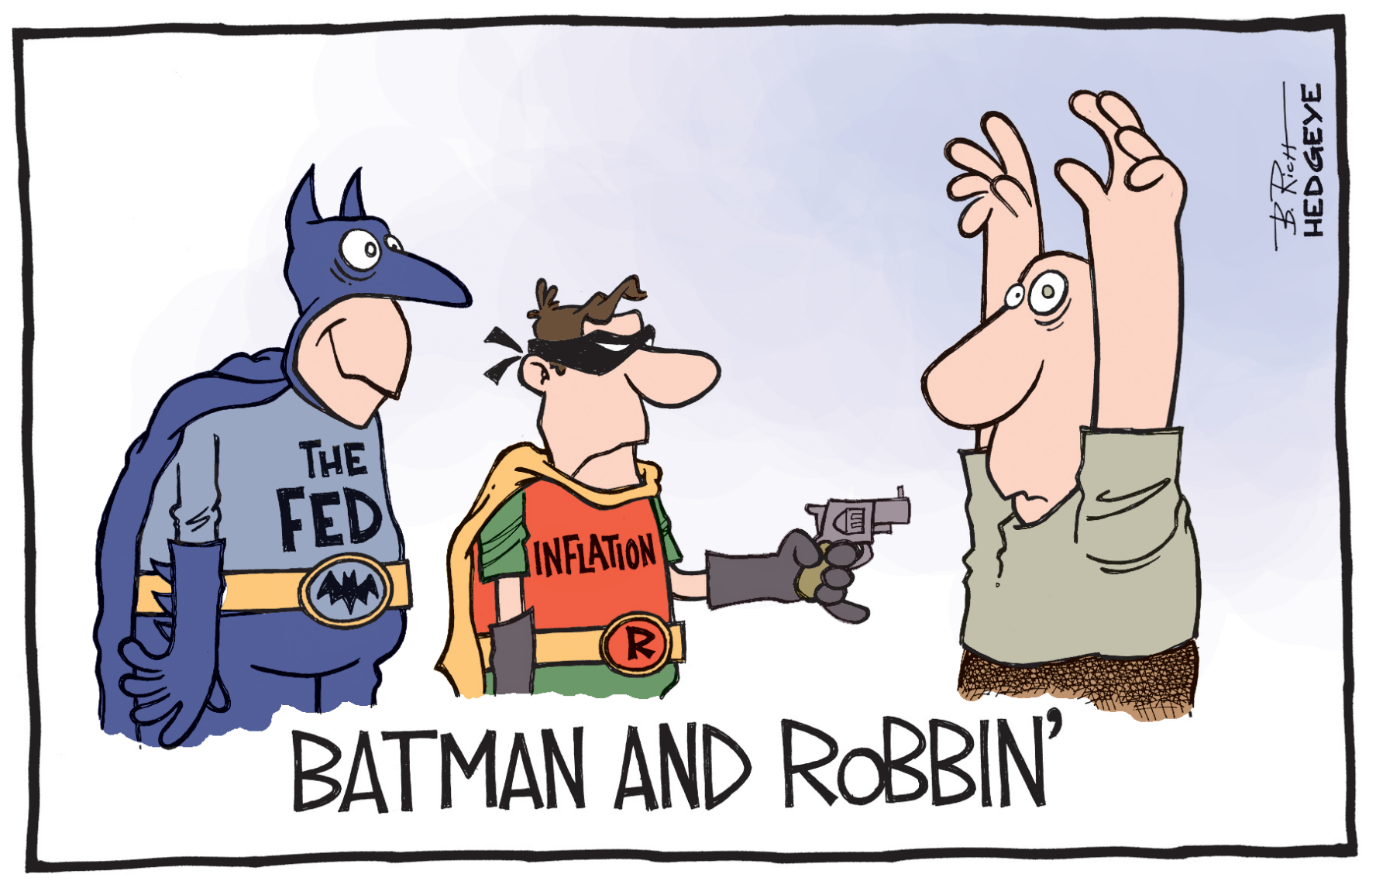 THE
FED
INFLATION
R
B. Rich
HEDGEYE
BATMAN AND ROBBIN'